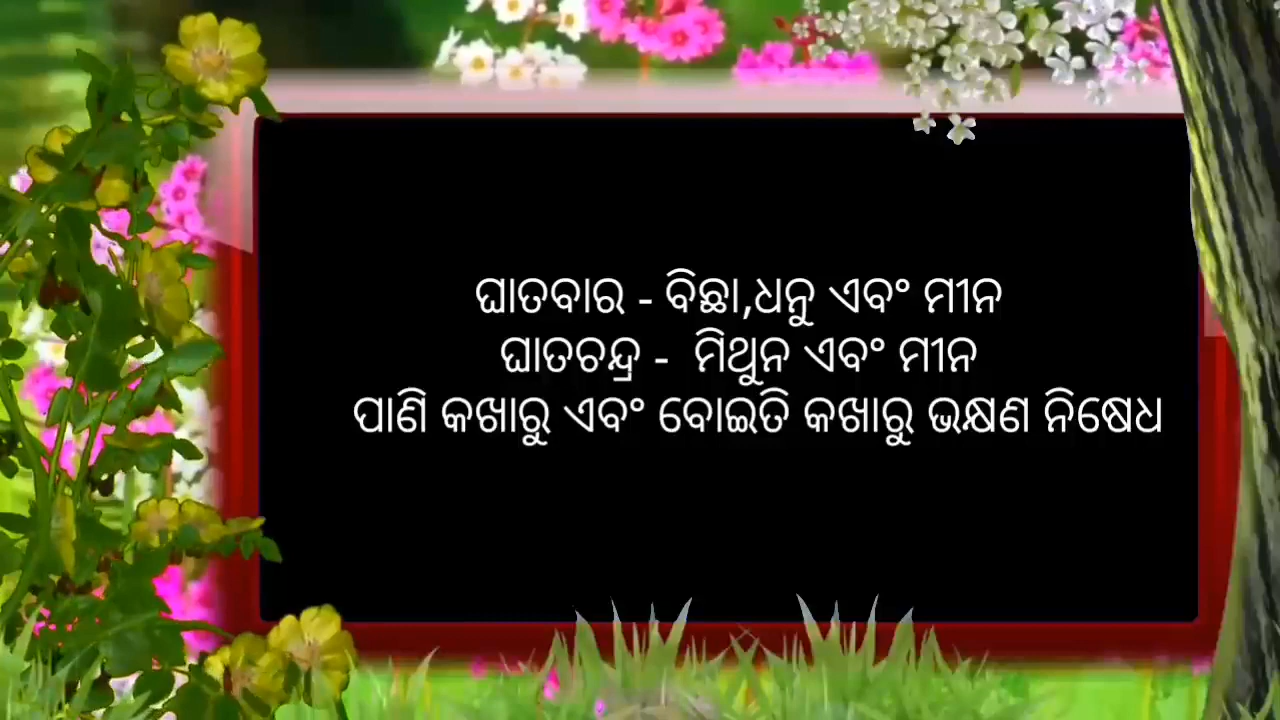 ଘାତବାର - ବିଛା,ଧନୁ ଏବଂ ମୀନ
ଘାତଚନ୍ଦ୍ର - ମିଥୁନ ଏବଂ ମୀନ
ପାଣି କଖାରୁ ଏବଂ ବୋଇତି କଖାରୁ ଭକ୍ଷଣ ନିଷେଧ